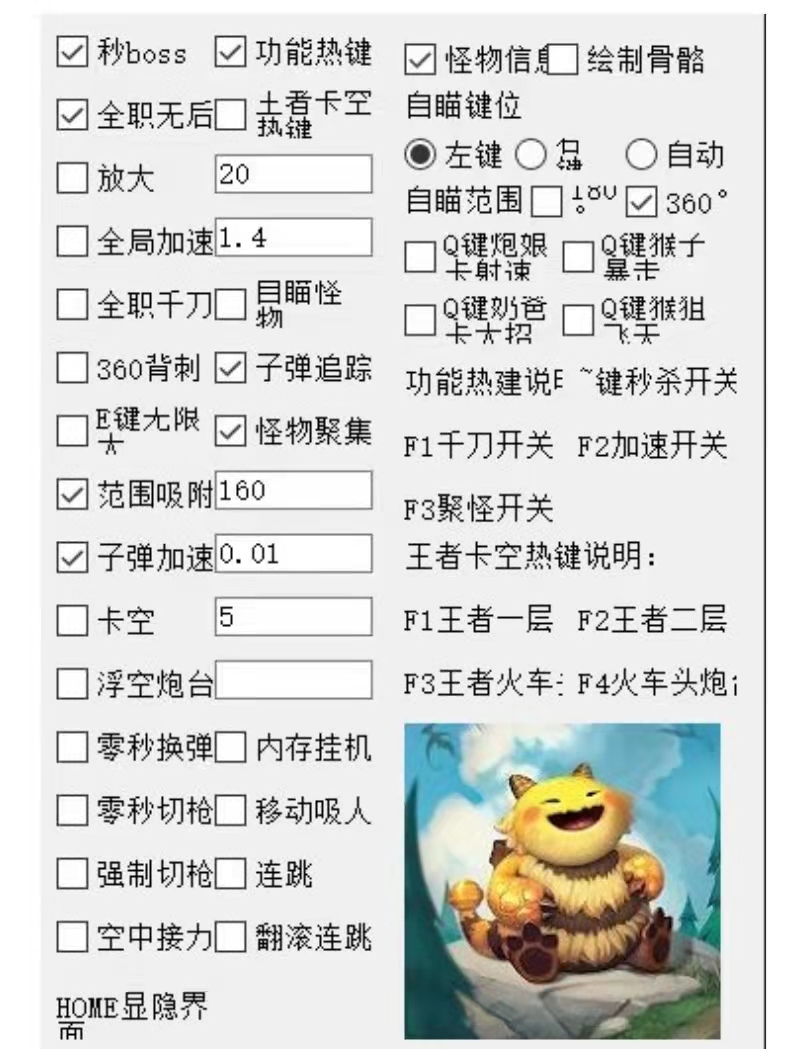 秒boss 功能热键
全职无后 王者卡空
热键
放大 20
全局加速 1.4
全职千刀 自瞄怪
物
360背刺 子弹追踪
E键无限
大
怪物聚集
范围吸附 160
子弹加速 0.01
卡空 5
浮空炮台
零秒换弹 内存挂机
零秒切枪 移动吸人
强制切枪 连跳
空中接力 翻滚连跳
HOME显隐界
面
怪物信息 绘制骨骼
自瞄键位
左键 右
键 自动
自瞄范围 180
° 360°
Q键炮娘
卡射速
Q键猴子
暴走
Q键奶爸
卡大招
Q键猴狙
飞天
功能热建说 ~键秒杀开关
F1千刀开关 F2加速开关
F3聚怪开关
王者卡空热键说明：
F1王者一层 F2王者二层
F3王者火车 F4火车头炮台